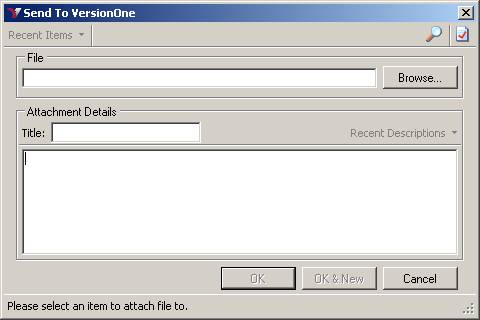 Send To VersionOne
Recent Items
File
Browse...
Attachment Details
Title:
Recent Descriptions
OK
OK & New
Cancel
Please select an item to attach file to.